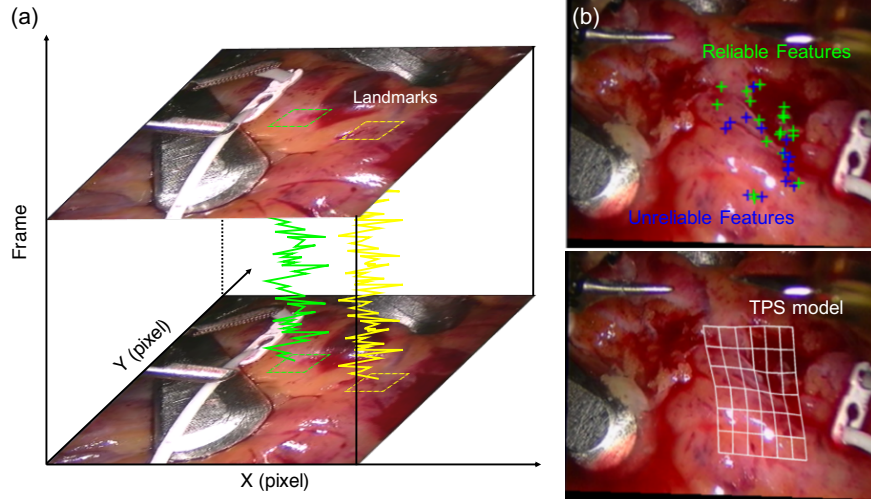 (a)
Landmarks
Frame
Y (pixel)
X (pixel)
(b)
Reliable Features
Unreliable Features
TPS model